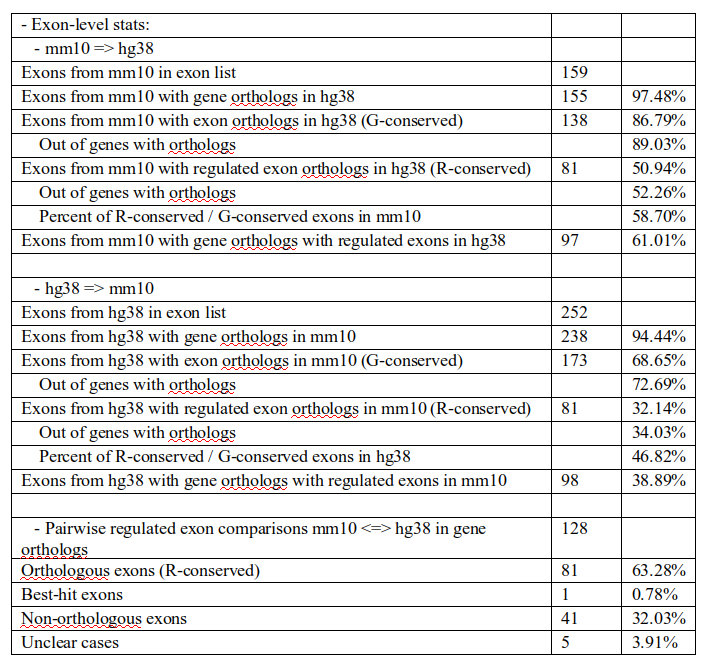 - Exon-level stats:
- mm10 => hg38
Exons from mm10 in exon list 159
Exons from mm10 with gene orthologs in hg38 155 97.48%
Exons from mm10 with exon orthologs in hg38 (G-conserved) 138 86.79%
Out of genes with orthologs 89.03%
Exons from mm10 with regulated exon orthologs in hg38 (R-conserved) 81 50.94%
Out of genes with orthologs 52.26%
Percent of R-conserved / G-conserved exons in mm10 58.70%
Exons from mm10 with gene orthologs with regulated exons in hg38 97 61.01%
- hg38 => mm10
Exons from hg38 in exon list 252
Exons from hg38 with gene orthologs in mm10 238 94.44%
Exons from hg38 with exon orthologs in mm10 (G-conserved) 173 68.65%
Out of genes with orthologs 72.69%
Exons from hg38 with regulated exon orthologs in mm10 (R-conserved) 81 32.14%
Out of genes with orthologs 34.03%
Percent of R-conserved / G-conserved exons in hg38 46.82%
Exons from hg38 with gene orthologs with regulated exons in mm10 98 38.89%
- Pairwise regulated exon comparisons mm10 <=> hg38 in gene 128
orthologs
Orthologous exons (R-conserved) 81 63.28%
Best-hit exons 1 0.78%
Non-orthologous exons 41 32.03%
Unclear cases 5 3.91%